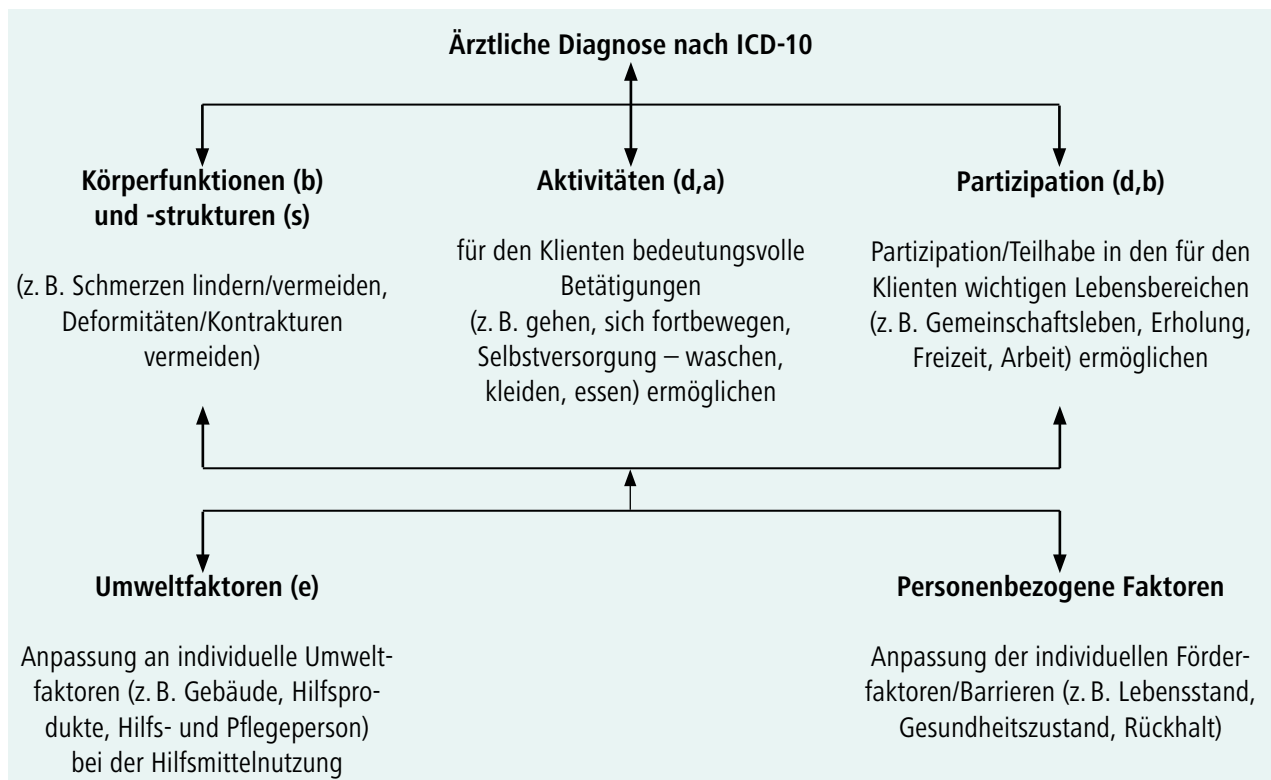 Ärztliche Diagnose nach ICD-10
Körperfunktionen (b)
und -strukturen (s)
(z. B. Schmerzen lindern/vermeiden,
Deformitäten/Kontrakturen
vermeiden)
Aktivitäten (d,a)
für den Klienten bedeutungsvolle
Betätigungen
(z. B. gehen, sich fortbewegen,
Selbstversorgung – waschen,
kleiden, essen) ermöglichen
Partizipation (d,b)
Partizipation/Teilhabe in den für den
Klienten wichtigen Lebensbereichen
(z. B. Gemeinschaftsleben, Erholung,
Freizeit, Arbeit) ermöglichen
Umweltfaktoren (e)
Anpassung an individuelle Umwelt-
faktoren (z. B. Gebäude, Hilfspro-
dukte, Hilfs- und Pflegeperson)
bei der Hilfsmittelnutzung
Personenbezogene Faktoren
Anpassung der individuellen Förder-
faktoren/Barrieren (z. B. Lebensstand,
Gesundheitszustand, Rückhalt)